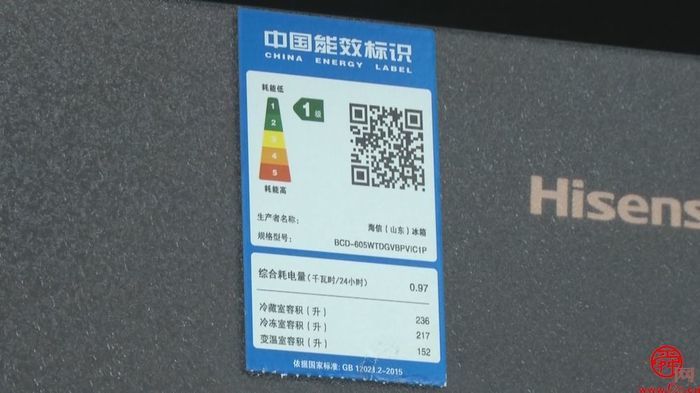 中国能效标识
CHINA ENERGY LABEL
耗能低
1
2
3
4
5
1级
耗能高
生产者名称：
海信（山东）冰箱
规格型号：
BCD-605WTDGVBPV/C1P
综合耗电量（千瓦时/24小时）
0.97
冷藏室容积（升）
236
冷冻室容积（升）
217
变温室容积（升）
152
依据国家标准：GB 12021.2-2015
Hisens
舜网